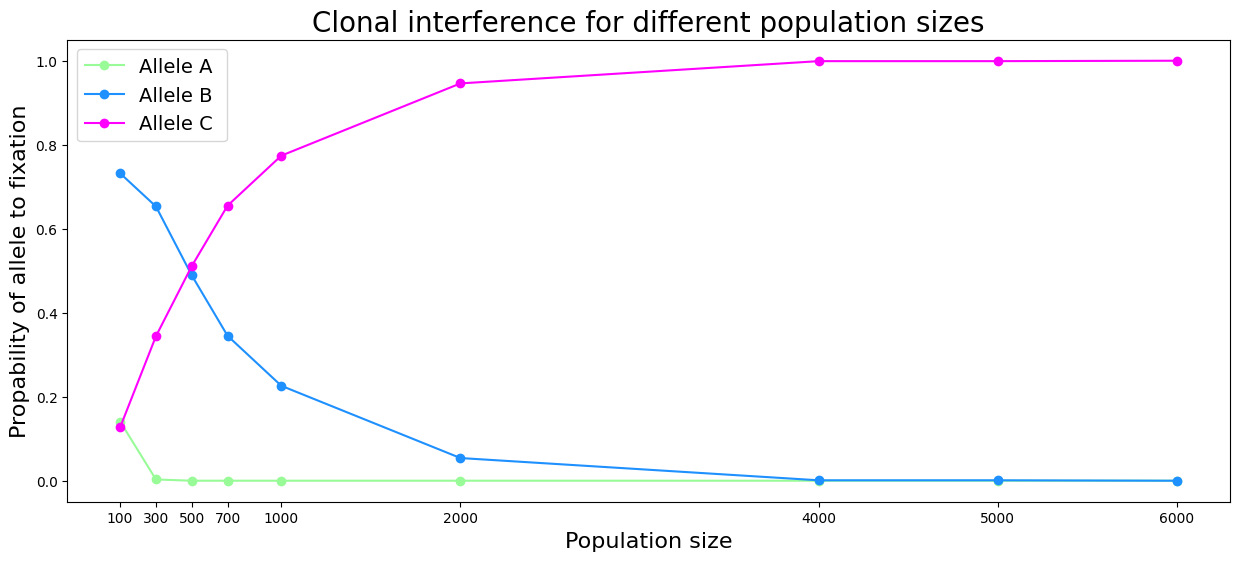 Clonal interference for different population sizes
Propability of allele to fixation
1.0
0.8
0.6
0.4
0.2
0.0
Allele A
Allele B
Allele C
100 300 500 700 1000 2000 4000 5000 6000
Population size